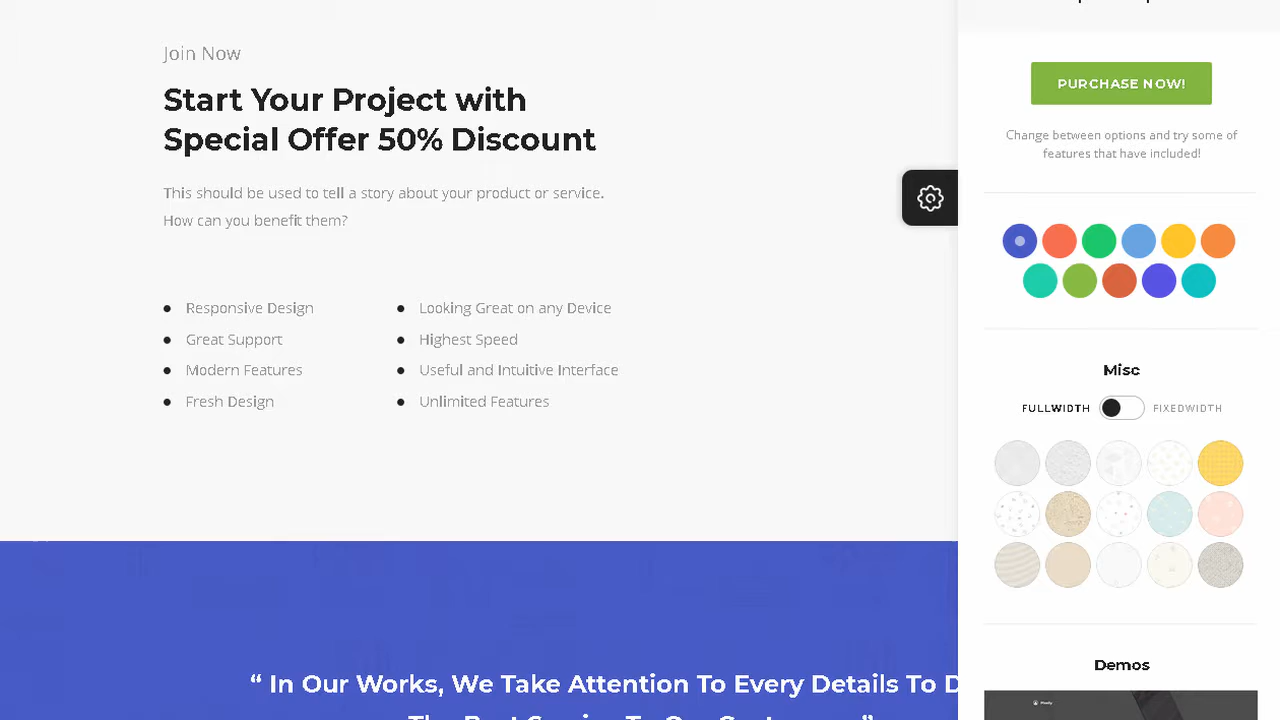 Join Now
Start Your Project with
Special Offer 50% Discount
This should be used to tell a story about your product or service.
How can you benefit them?
Responsive Design
Great Support
Modern Features
Fresh Design
Looking Great on any Device
Highest Speed
Useful and Intuitive Interface
Unlimited Features
“ In Our Works, We Take Attention To Every Details To
PURCHASE NOW!
Change between options and try some of
features that have included!
Misc
FULLWIDTH
FIXEDWIDTH
Demos